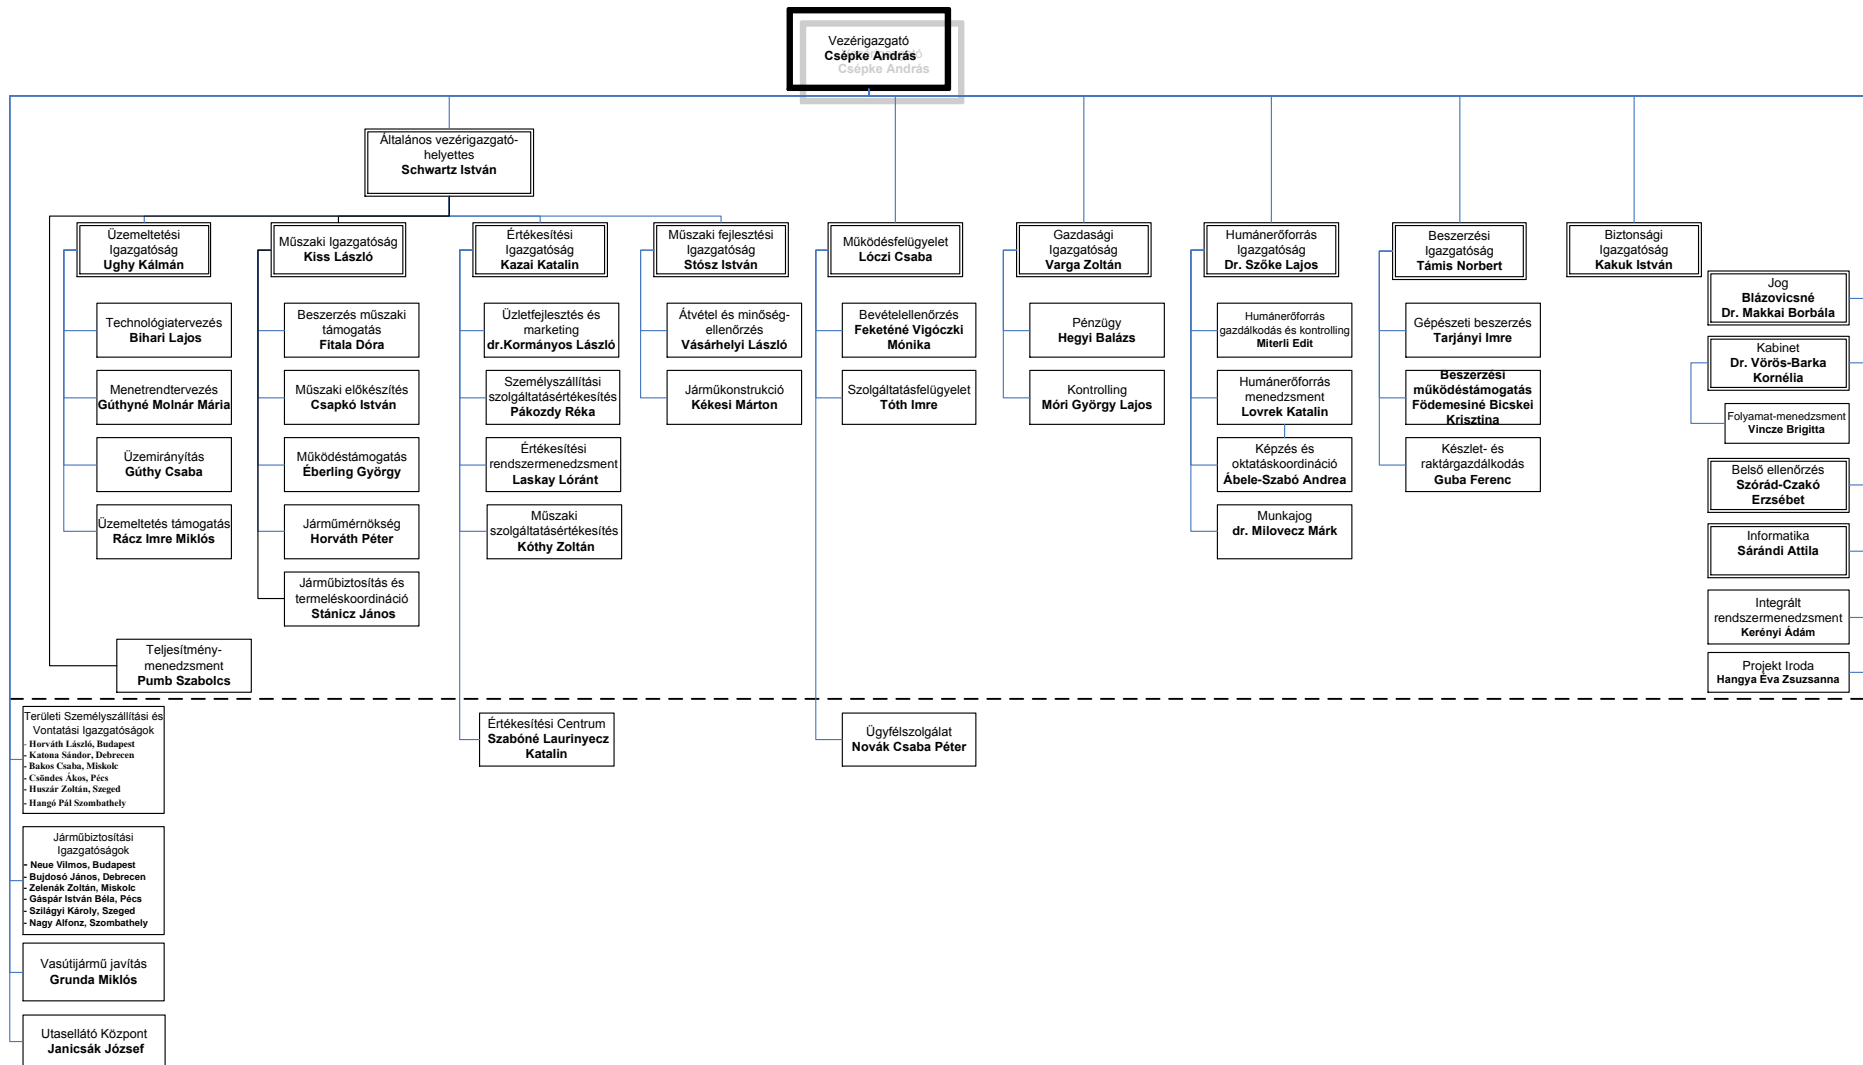 Vezérigazgató
Csépke András
Általános vezérigazgató-
helyettes
Schwartz István
Üzemeltetési
Igazgatóság
Ughy Kálmán
Műszaki Igazgatóság
Kiss László
Értékesítési
Igazgatóság
Kazai Katalin
Műszaki fejlesztési
Igazgatóság
Stósz István
Működésfelügyelet
Lóczi Csaba
Gazdasági
Igazgatóság
Varga Zoltán
Humánerőforrás
Igazgatóság
Dr. Szőke Lajos
Beszerzési
Igazgatóság
Támis Norbert
Biztonsági
Igazgatóság
Kakuk István
Technológiatervezés
Bihari Lajos
Menetrendtervezés
Gúthyné Molnár Mária
Üzemirányítás
Gúthy Csaba
Üzemeltetés támogatás
Rácz Imre Miklós
Beszerzés műszaki
támogatás
Fitala Dóra
Műszaki előkészítés
Csapkó István
Működéstámogatás
Éberling György
Járműmérnökség
Horváth Péter
Járműbiztosítás és
termeléskoordináció
Stánicz János
Teljesítmény-
menedzsment
Pumb Szabolcs
Üzletfejlesztés és
marketing
dr.Kormányos László
Személyszállítási
szolgáltatásértékesítés
Pákozdy Réka
Értékesítési
rendszermenedzsment
Laskay Lóránt
Műszaki
szolgáltatásértékesítés
Kóthy Zoltán
Átvétel és minőség-
ellenőrzés
Vásárhelyi László
Járműkonstrukció
Kékesi Márton
Bevételellenőrzés
Feketéné Vigóczki
Mónika
Szolgáltatásfelügyelet
Tóth Imre
Pénzügy
Hegyi Balázs
Kontrolling
Móri György Lajos
Humánerőforrás
gazdálkodás és kontrolling
Miterli Edit
Humánerőforrás
menedzsment
Lovrek Katalin
Képzés és
oktatáskoordináció
Ábele-Szabó Andrea
Munkajog
dr. Milovecz Márk
Gépészeti beszerzés
Tarjányi Imre
Beszerzési
működéstámogatás
Födemesiné Bicskei
Krisztina
Készlet- és
raktárgazdálkodás
Guba Ferenc
Jog
Blázovicsné
Dr. Makkai Borbála
Kabinet
Dr. Vörös-Barka
Kornélia
Folyamat-menedzsment
Vincze Brigitta
Belső ellenőrzés
Szórád-Czakó
Erzsébet
Informatika
Sárándi Attila
Integrált
rendszermenedzsment
Kerényi Ádám
Projekt Iroda
Hangya Éva Zsuzsanna
Területi Személyszállítási és
Vontatási Igazgatóságok
- Horváth László, Budapest
- Katona Sándor, Debrecen
- Bakos Csaba, Miskolc
- Csöndes Ákos, Pécs
- Huszár Zoltán, Szeged
- Hangó Pál Szombathely
Járműbiztosítási
Igazgatóságok
- Neue Vilmos, Budapest
- Bujdosó János, Debrecen
- Zelenák Zoltán, Miskolc
- Gáspár István Béla, Pécs
- Szilágyi Károly, Szeged
- Nagy Alfonz, Szombathely
Vasútijármű javítás
Grunda Miklós
Utasellátó Központ
Janicsák József
Értékesítési Centrum
Szabóné Laurinyecz
Katalin
Ügyfélszolgálat
Novák Csaba Péter